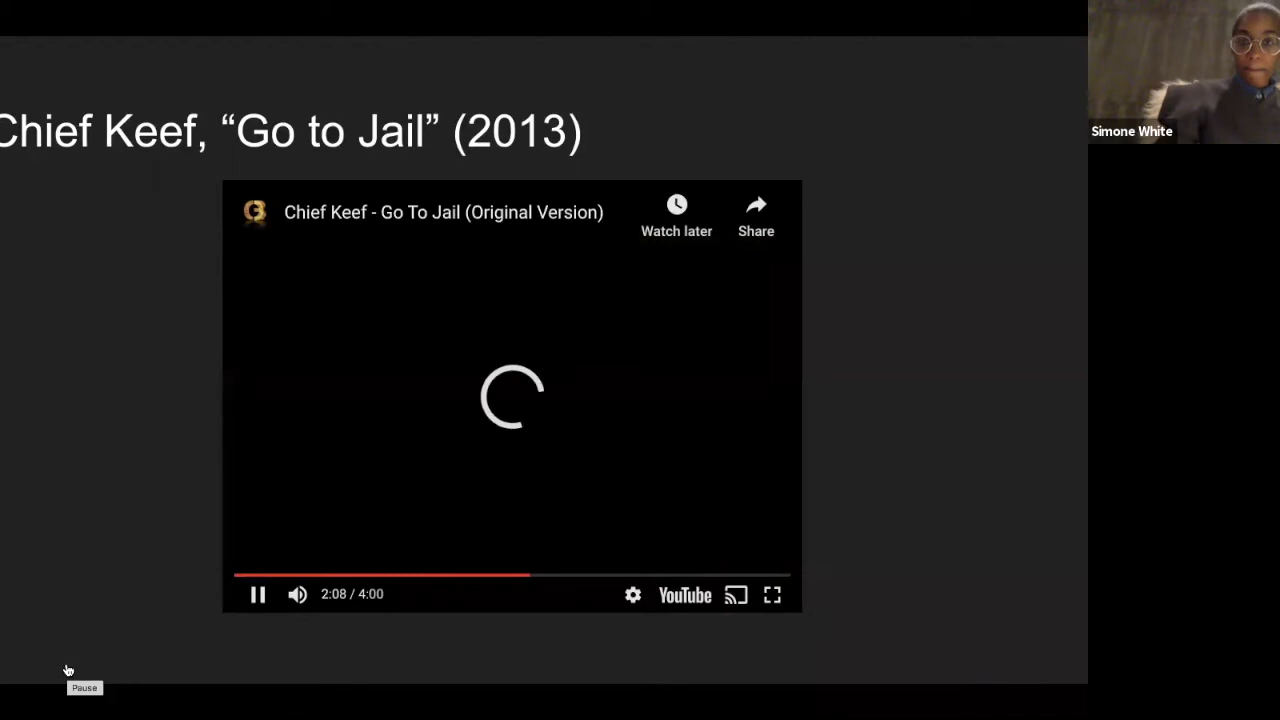 Chief Keef, “Go to Jail” (2013)
Chief Keef - Go To Jail (Original Version)
Watch later
Share
Simone White
2:08 / 4:00
YouTube
Pause